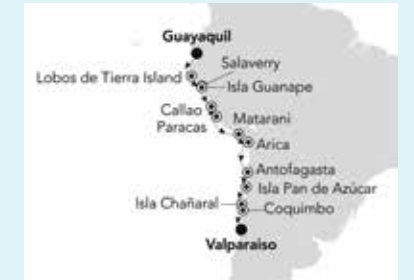 Guayaquil
Salaverry
Lobos de Tierra Island
Isla Guanape
Callao
Paracas
Matarani
Arica
Antofagasta
Isla Pan de Azúcar
Isla Chañaral
Coquimbo
Valparaiso